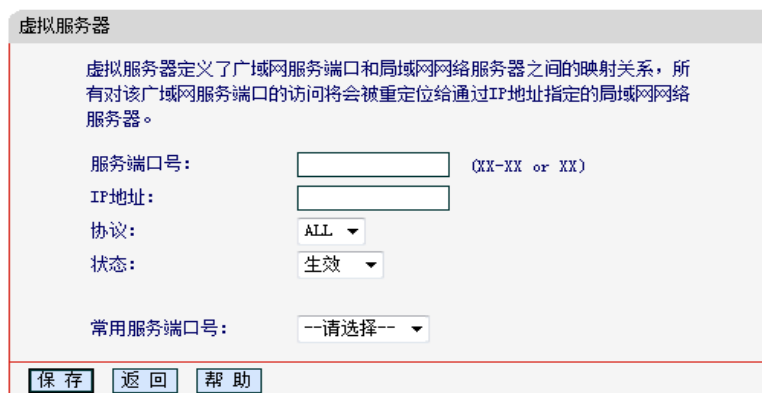 虚拟服务器
虚拟服务器定义了广域网服务端口和局域网网络服务器之间的映射关系，所
有对该广域网服务端口的访问将会被重定位给通过IP地址指定的局域网网络
服务器。
服务端口号： (XX-XX or XX)
IP地址：
协议： ALL
状态： 生效
常用服务端口号： --请选择--
保 存 返 回 帮 助